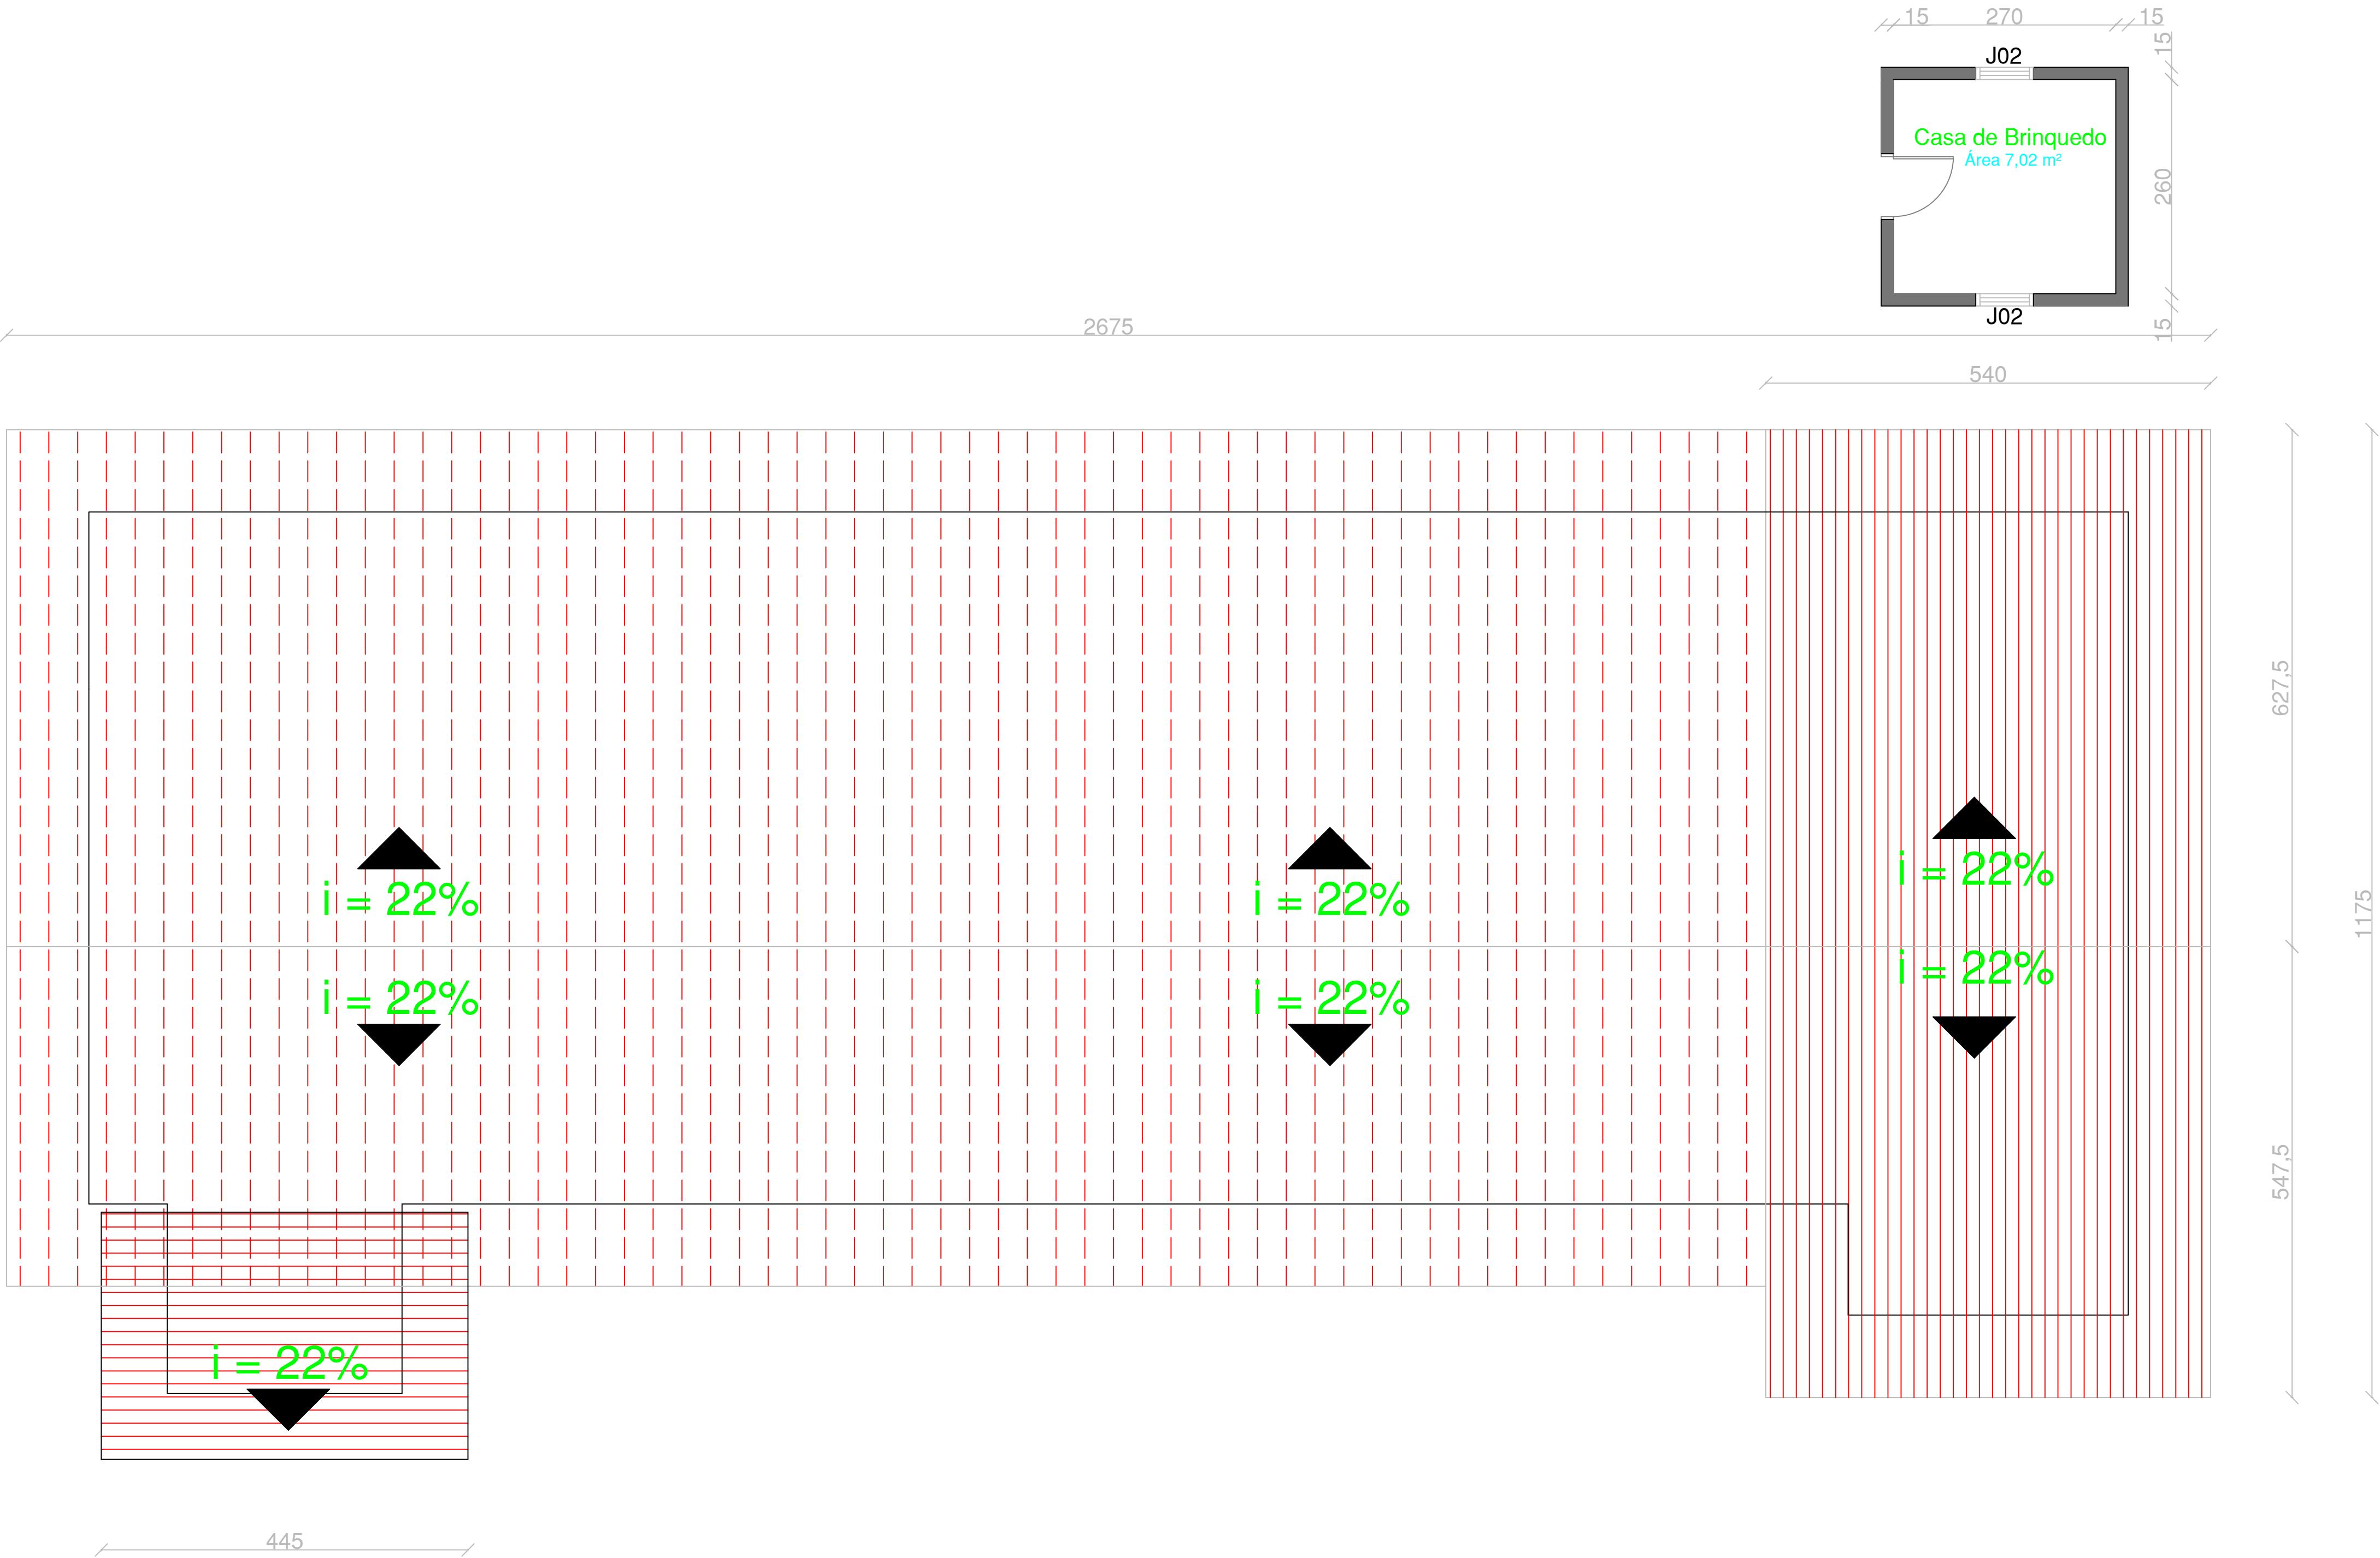 15 270 15
15
J02
Casa de Brinquedo
Área 7,02 m²
260
J02
15
2675
540
627,5
1175
i = 22%
i = 22%
i = 22%
i = 22%
i = 22%
i = 22%
547,5
i = 22%
445